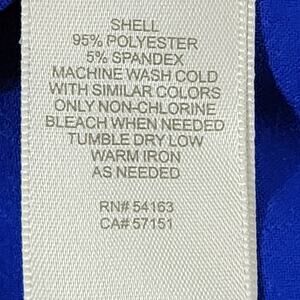 SHELL
95% POLYESTER
5% SPANDEX
MACHINE WASH COLD
WITH SIMILAR COLORS
ONLY NON-CHLORINE
BLEACH WHEN NEEDED
TUMBLE DRY LOW
WARM IRON
AS NEEDED
RN# 54163
CA# 57151